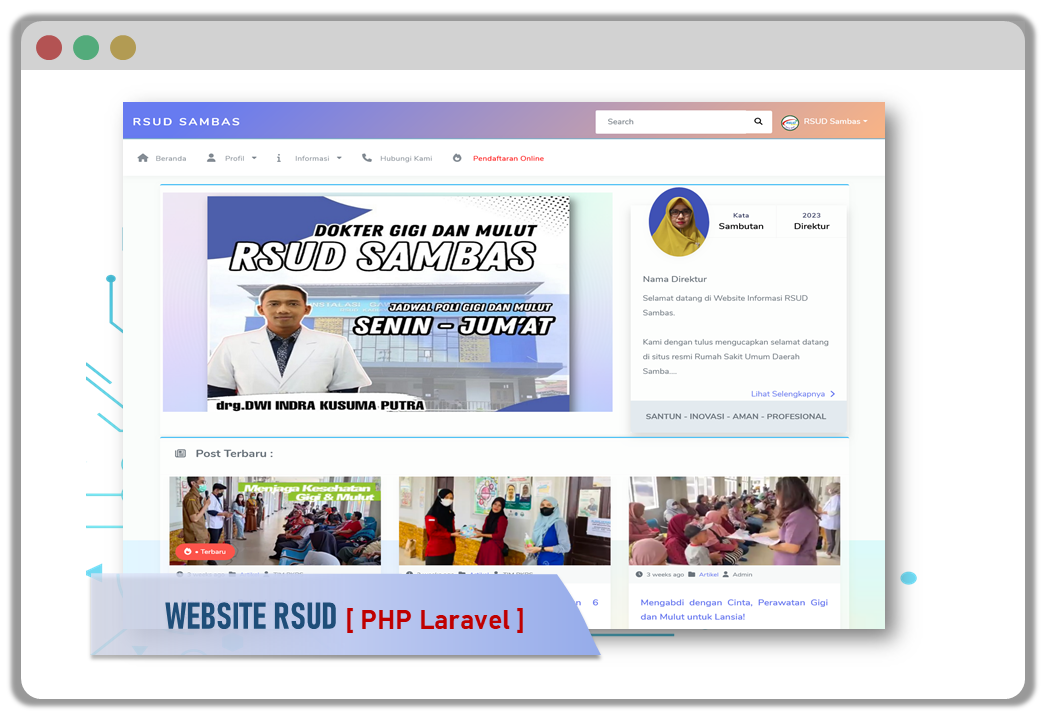 RSUD SAMBAS
Search
RSUD Sambas
Beranda
Profil
Informasi
Hubungi Kami
Pendaftaran Online
DOKTER GIGI DAN MULUT
RSUD SAMBAS
JADWAL POLI GIGI DAN MULUT
SENIN - JUM'AT
drg.DWI INDRA KUSUMA PUTRA
Kata
Sambutan
2023
Direktur
Nama Direktur
Selamat datang di Website Informasi RSUD
Sambas.
Kami dengan tulus mengucapkan selamat datang
di situs resmi Rumah Sakit Umum Daerah
Samba....
Lihat Selengkapnya
SANTUN - INOVASI - AMAN - PROFESIONAL
Post Terbaru :
Menjaga Kesehatan
Gigi & Mulut
• Terbaru
3 weeks ago Artikel Admin
n 6
Mengabdi dengan Cinta, Perawatan Gigi
dan Mulut untuk Lansia!
WEBSITE RSUD [ PHP Laravel ]